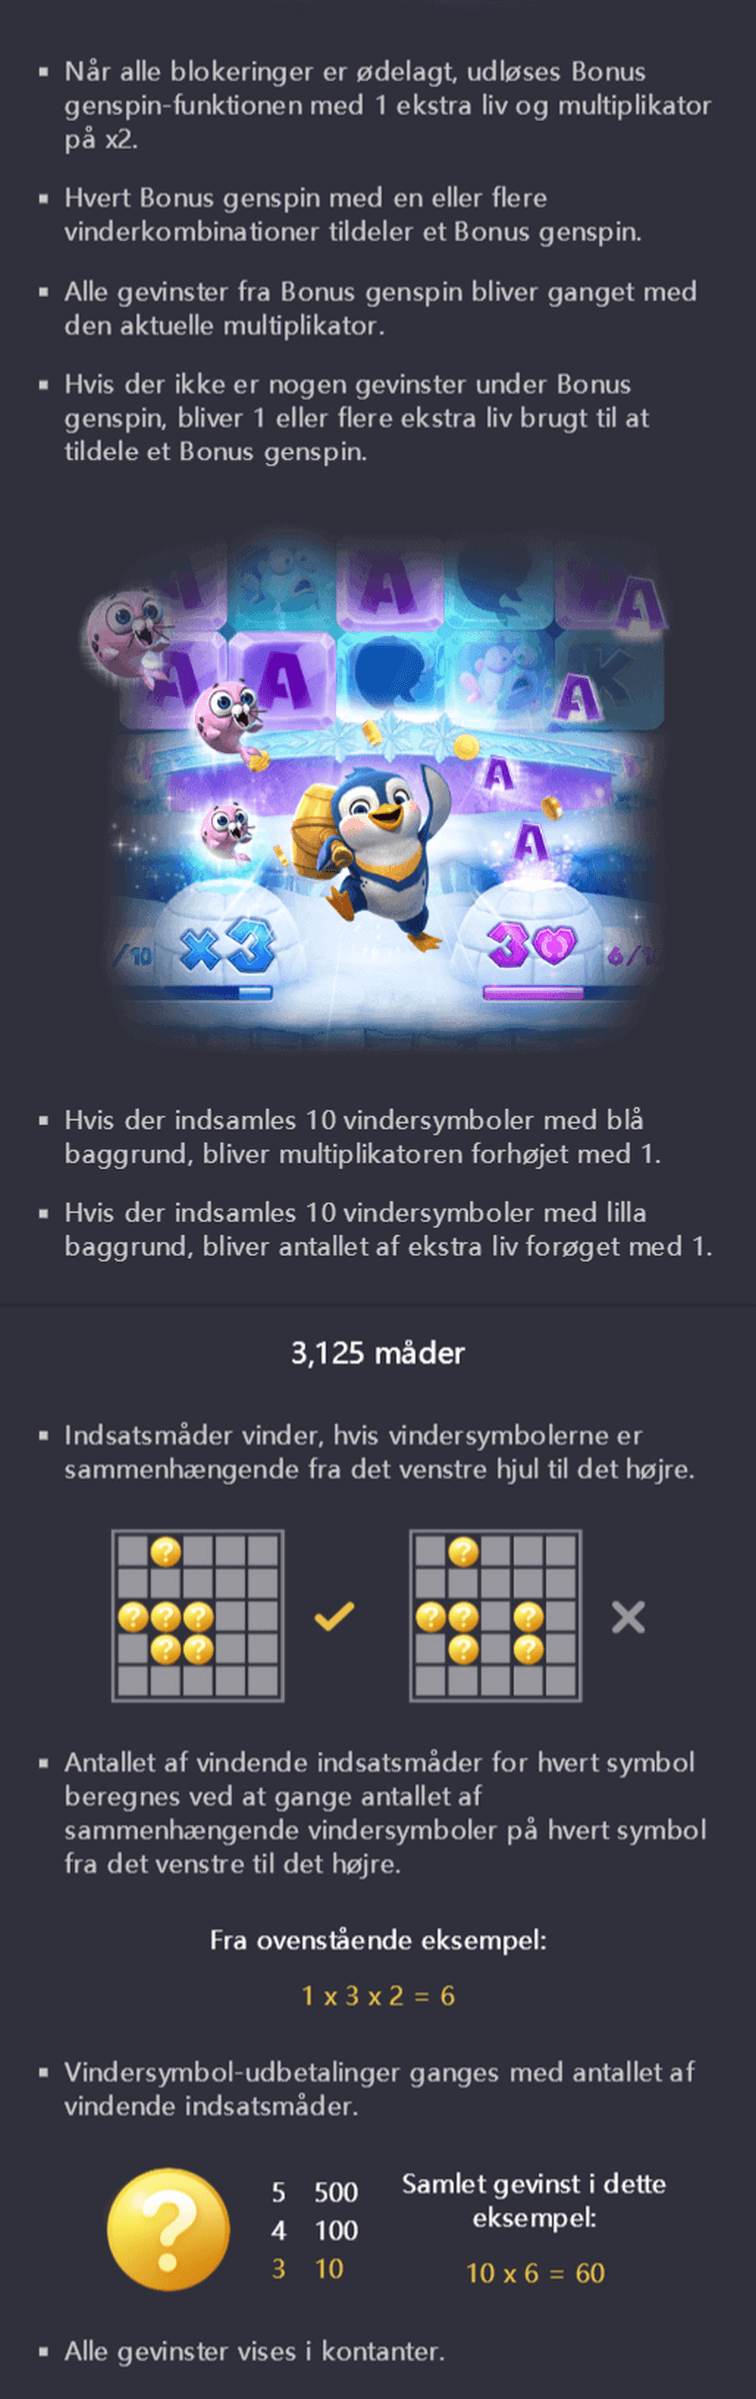 Når alle blokeringer er ødelagt, udløses Bonus
genspin-funktionen med 1 ekstra liv og multiplikator
på x2.
Hvert Bonus genspin med en eller flere
vinderkombinationer tildeler et Bonus genspin.
Alle gevinster fra Bonus genspin bliver ganget med
den aktuelle multiplikator.
Hvis der ikke er nogen gevinster under Bonus
genspin, bliver 1 eller flere ekstra liv brugt til at
tildele et Bonus genspin.
A A A A
A A K
A
A
A
/10 x3 3 6/1
Hvis der indsamles 10 vindersymboler med blå
baggrund, bliver multiplikatoren forhøjet med 1.
Hvis der indsamles 10 vindersymboler med lilla
baggrund, bliver antallet af ekstra liv forøget med 1.
3,125 måder
Indsatsmåder vinder, hvis vindersymbolerne er
sammenhængende fra det venstre hjul til det højre.
? ?
? ? ? ? ? ?
? ? ? ?
Antallet af vindende indsatsmåder for hvert symbol
beregnes ved at gange antallet af
sammenhængende vindersymboler på hvert symbol
fra det venstre til det højre.
Fra ovenstående eksempel:
1 x 3 x 2 = 6
Vindersymbol-udbetalinger ganges med antallet af
vindende indsatsmåder.
?
5 500
4 100
3 10
Samlet gevinst i dette
eksempel:
10 x 6 = 60
Alle gevinster vises i kontanter.